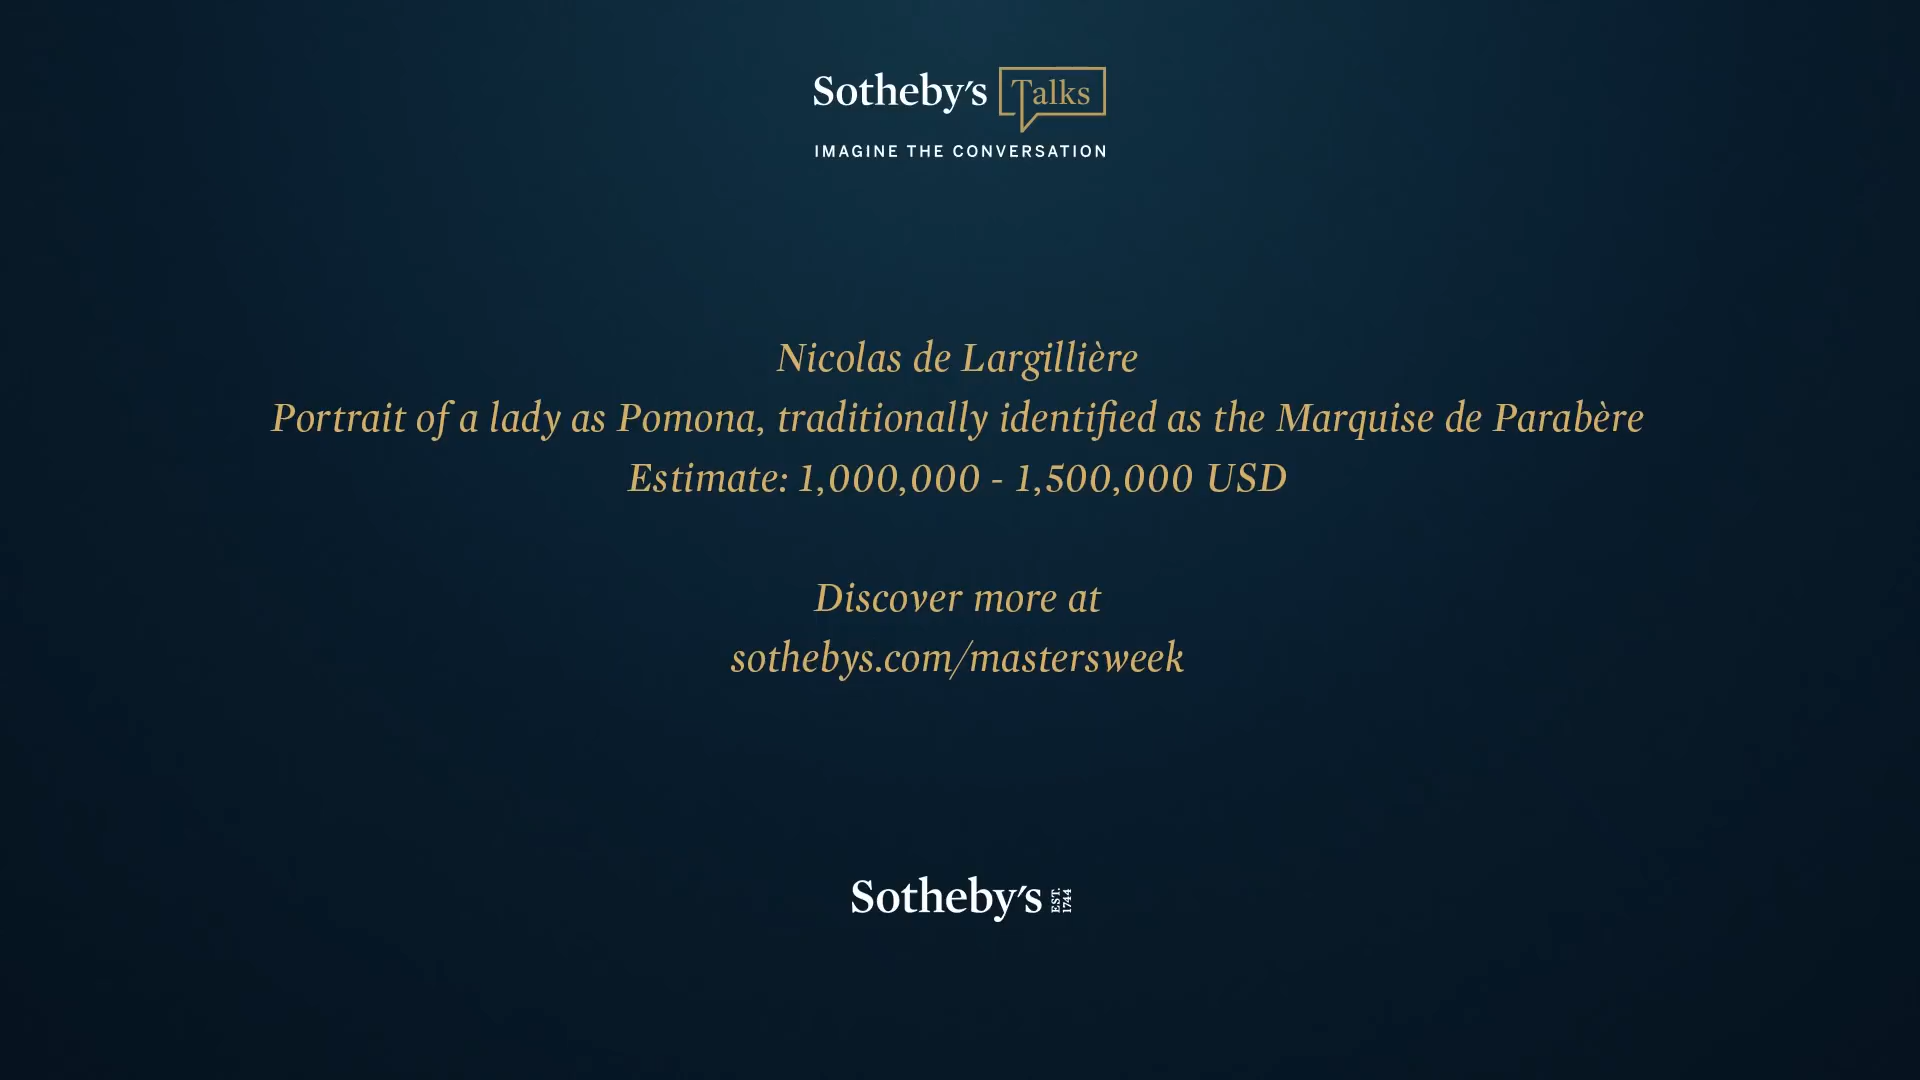 Sotheby's Talks
IMAGINE THE CONVERSATION
Nicolas de Largillière
Portrait of a lady as Pomona, traditionally identified as the Marquise de Parabère
Estimate: 1,000,000 - 1,500,000 USD
Discover more at
sothebys.com/mastersweek
Sotheby's EST. 1744